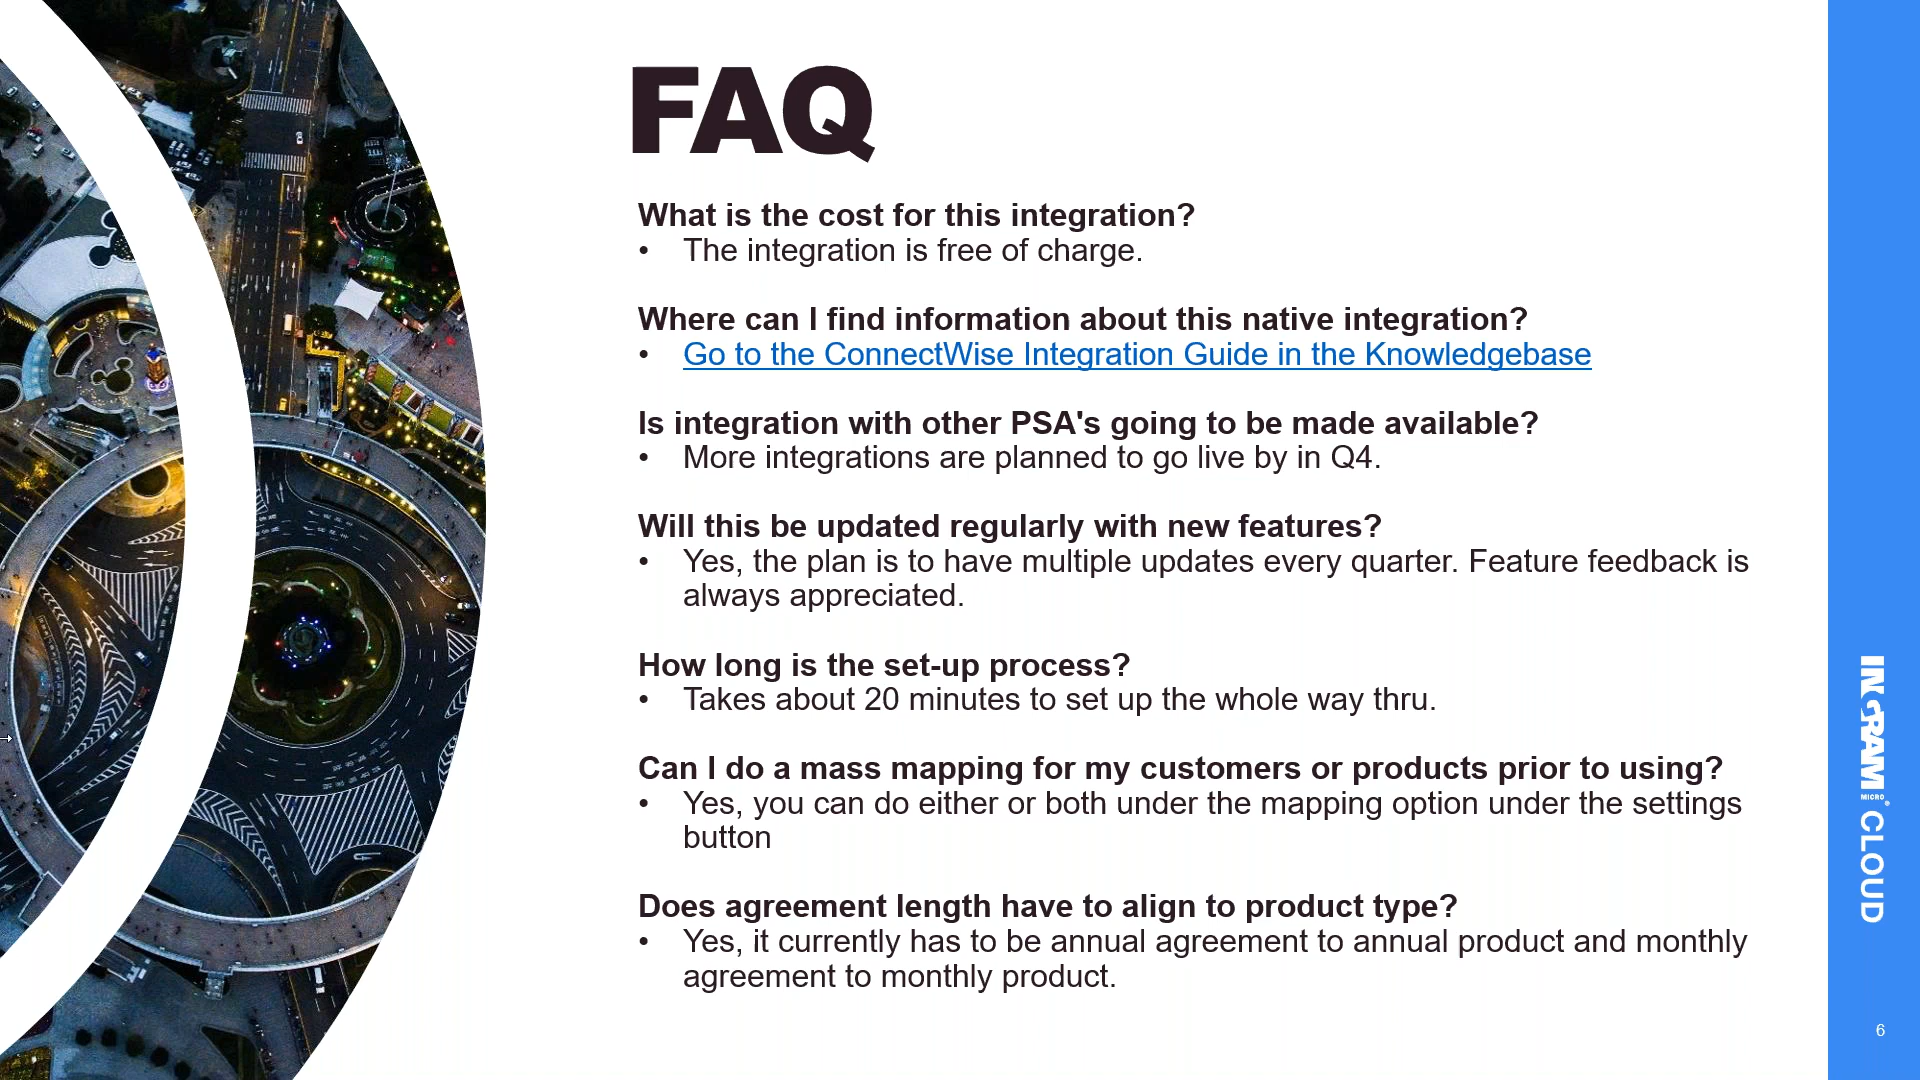 FAQ
What is the cost for this integration?
• The integration is free of charge.
Where can I find information about this native integration?
• Go to the ConnectWise Integration Guide in the Knowledgebase
Is integration with other PSA's going to be made available?
• More integrations are planned to go live by in Q4.
Will this be updated regularly with new features?
• Yes, the plan is to have multiple updates every quarter. Feature feedback is
always appreciated.
How long is the set-up process?
• Takes about 20 minutes to set up the whole way thru.
Can I do a mass mapping for my customers or products prior to using?
• Yes, you can do either or both under the mapping option under the settings
button
Does agreement length have to align to product type?
• Yes, it currently has to be annual agreement to annual product and monthly
agreement to monthly product.
INGRAM MICRO® CLOUD
6